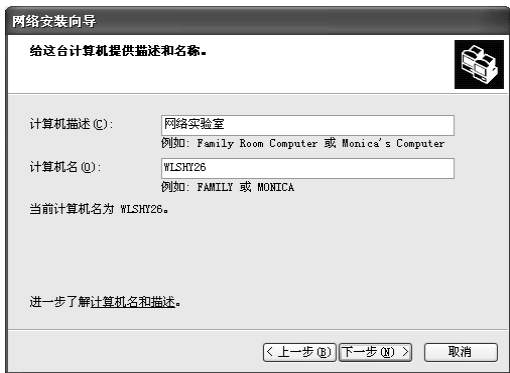 网络安装向导
给这台计算机提供描述和名称。
计算机描述(C):
网络实验室
例如: Family Room Computer 或 Monica's Computer
计算机名(O):
WLSHY26
例如: FAMILY 或 MONICA
当前计算机名为 WLSHY26。
进一步了解计算机名和描述。
< 上一步(B) 下一步(N) > 取消